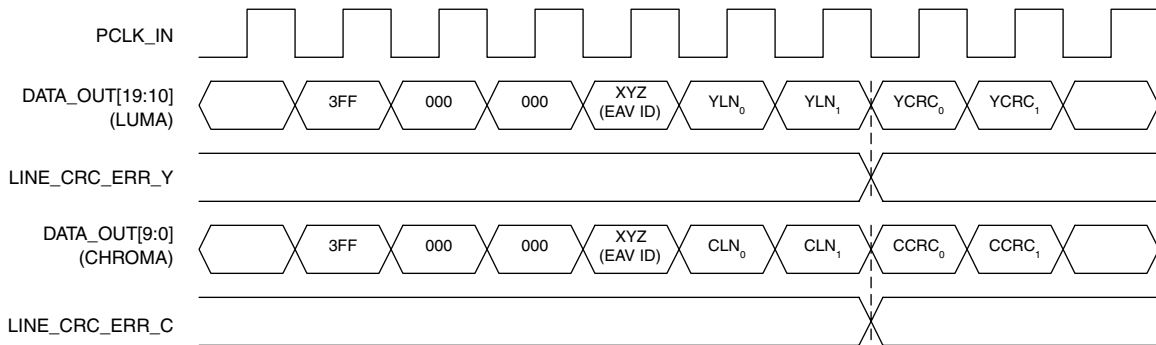 PCLK_IN
DATA_OUT[19:10]
(LUMA)
3FF
000
000
XYZ
(EAV ID)
YLN₀
YLN₁
YCRC₀
YCRC₁
LINE_CRC_ERR_Y
DATA_OUT[9:0]
(CHROMA)
3FF
000
000
XYZ
(EAV ID)
CLN₀
CLN₁
CCRC₀
CCRC₁
LINE_CRC_ERR_C